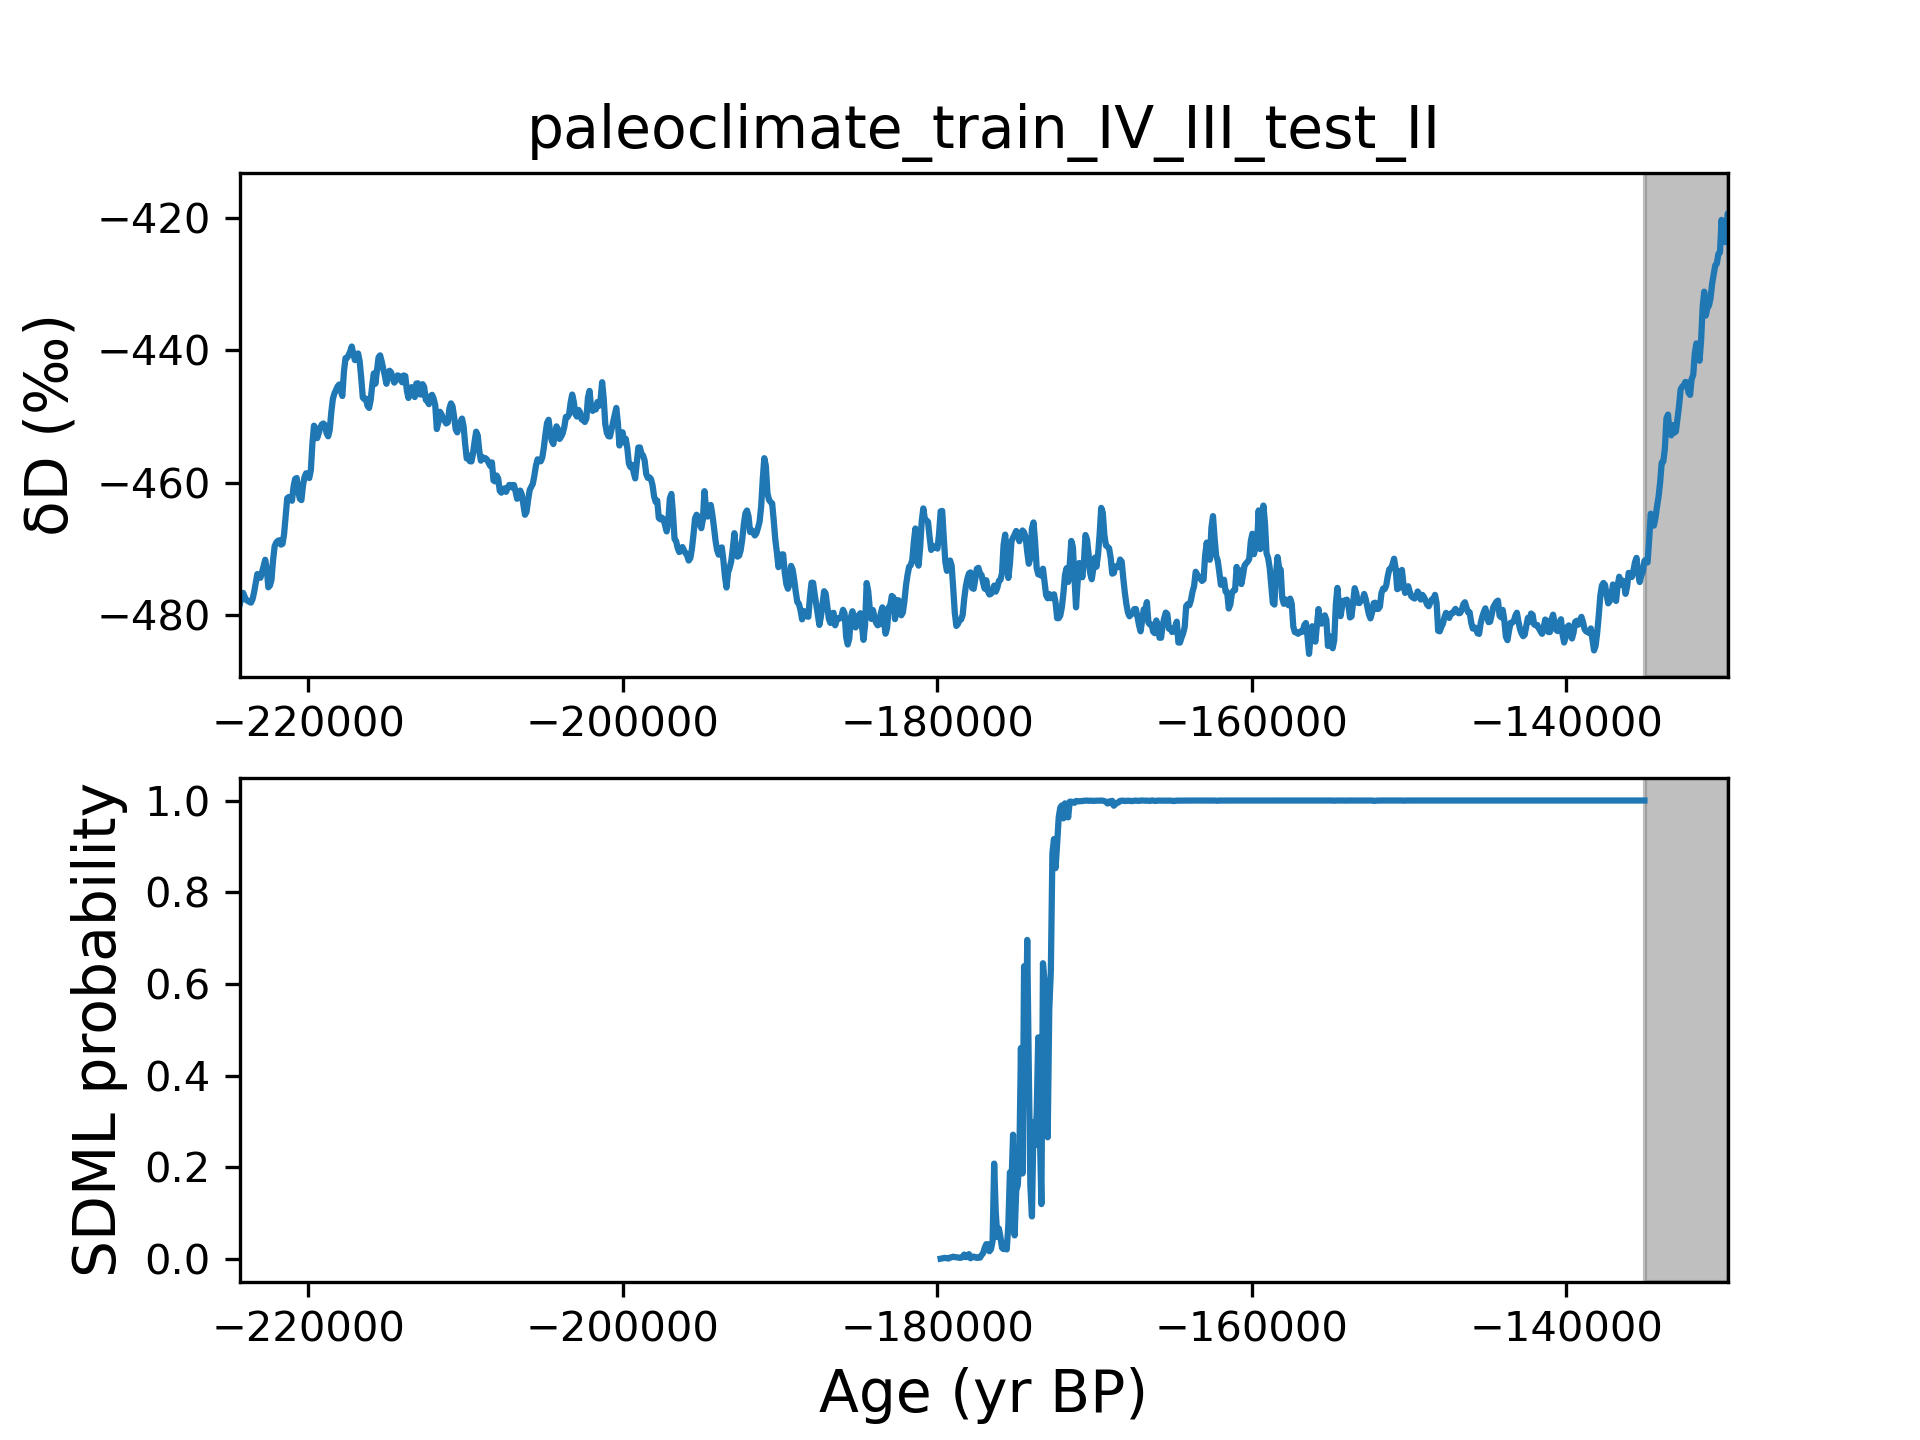 paleoclimate_train_IV_III_test_II
δD (‰)
−420
−440
−460
−480
−220000 −200000 −180000 −160000 −140000
SDML probability
1.0
0.8
0.6
0.4
0.2
0.0
−220000 −200000 −180000 −160000 −140000
Age (yr BP)